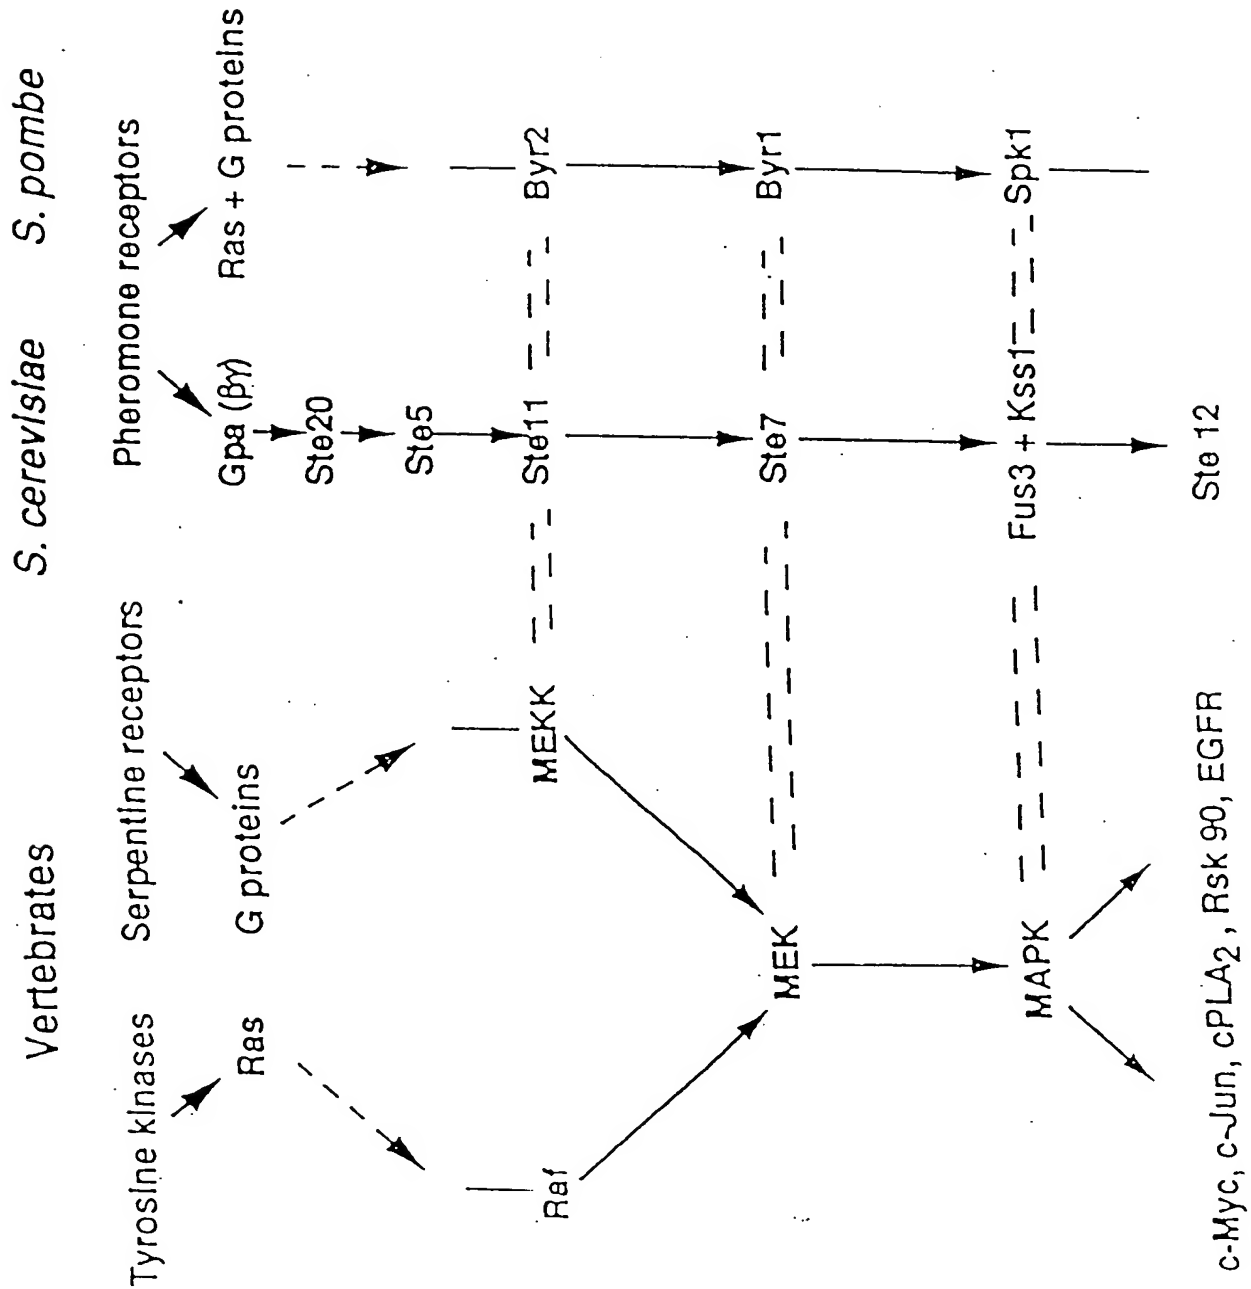 Vertebrates
S. cerevisiae
S. pombe
Tyrosine kinases
Serpentine receptors
Pheromone receptors
Ras
G proteins
Gpa (βγ)
Ras + G proteins
Ste20
Ste5
Raf
MEKK
Ste11
Byr2
MEK
Ste7
Byr1
MAPK
Fus3 + Kss1
Spk1
c-Myc, c-Jun, cPLA2, Rsk 90, EGFR
Ste 12